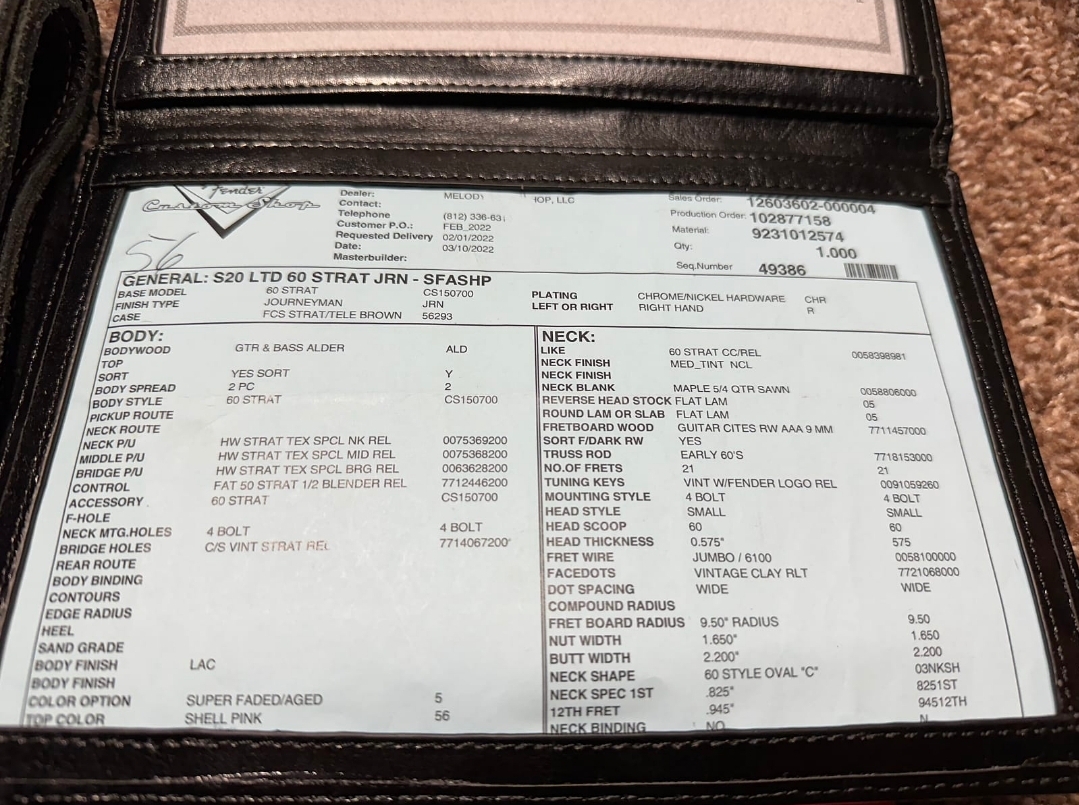 Fender
Custom Shop
56
Dealer: MELODY HOP, LLC
Contact:
Telephone (812) 336-63
Customer P.O.: FEB_2022
Requested Delivery 02/01/2022
Date: 03/10/2022
Masterbuilder:
Sales Order: 12603602-000004
Production Order: 102877158
Material: 9231012574
Qty: 1.000
Seq.Number 49386
GENERAL: S20 LTD 60 STRAT JRN - SFASHP
BASE MODEL 60 STRAT CS150700
FINISH TYPE JOURNEYMAN JRN
CASE FCS STRAT/TELE BROWN 56293
PLATING CHROME/NICKEL HARDWARE CHR
LEFT OR RIGHT RIGHT HAND R
BODY:
BODYWOOD GTR & BASS ALDER ALD
TOP
SORT YES SORT Y
BODY SPREAD 2 PC 2
BODY STYLE 60 STRAT CS150700
PICKUP ROUTE
NECK ROUTE
NECK P/U HW STRAT TEX SPCL NK REL 0075369200
MIDDLE P/U HW STRAT TEX SPCL MID REL 0075368200
BRIDGE P/U HW STRAT TEX SPCL BRG REL 0063628200
CONTROL FAT 50 STRAT 1/2 BLENDER REL 7712446200
ACCESSORY 60 STRAT CS150700
F-HOLE
NECK MTG.HOLES 4 BOLT 4 BOLT
BRIDGE HOLES C/S VINT STRAT REL 7714067200
REAR ROUTE
BODY BINDING
CONTOURS
EDGE RADIUS
HEEL
SAND GRADE
BODY FINISH LAC
BODY FINISH
COLOR OPTION SUPER FADED/AGED 5
TOP COLOR SHELL PINK 56
NECK:
LIKE 60 STRAT CC/REL 0058398981
NECK FINISH MED_TINT NCL
NECK FINISH
NECK BLANK MAPLE 5/4 QTR SAWN 0058806000
REVERSE HEAD STOCK FLAT LAM 05
ROUND LAM OR SLAB FLAT LAM 05
FRETBOARD WOOD GUITAR CITES RW AAA 9 MM 7711457000
SORT F/DARK RW YES
TRUSS ROD EARLY 60'S 7718153000
NO.OF FRETS 21 21
TUNING KEYS VINT W/FENDER LOGO REL 0091059260
MOUNTING STYLE 4 BOLT 4 BOLT
HEAD STYLE SMALL SMALL
HEAD SCOOP 60 60
HEAD THICKNESS 0.575" 575
FRET WIRE JUMBO / 6100 0058100000
FACEDOTS VINTAGE CLAY RLT 7721068000
DOT SPACING WIDE WIDE
COMPOUND RADIUS
FRET BOARD RADIUS 9.50" RADIUS 9.50
NUT WIDTH 1.650" 1.650
BUTT WIDTH 2.200" 2.200
NECK SHAPE 60 STYLE OVAL "C" 03NKSH
NECK SPEC 1ST .825" 8251ST
12TH FRET .945" 94512TH
NECK BINDING NO N